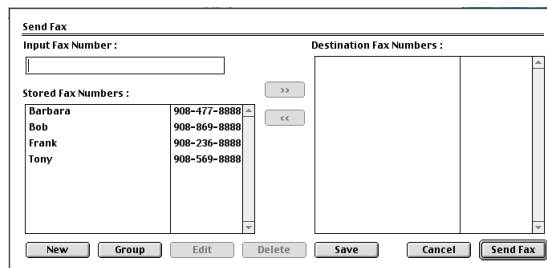 Send Fax
Input Fax Number :
Destination Fax Numbers :
>>
<<
Stored Fax Numbers :
Barbara 908-477-8888
Bob 908-869-8888
Frank 908-236-8888
Tony 908-569-8888
New Group Edit Delete Save Cancel Send Fax